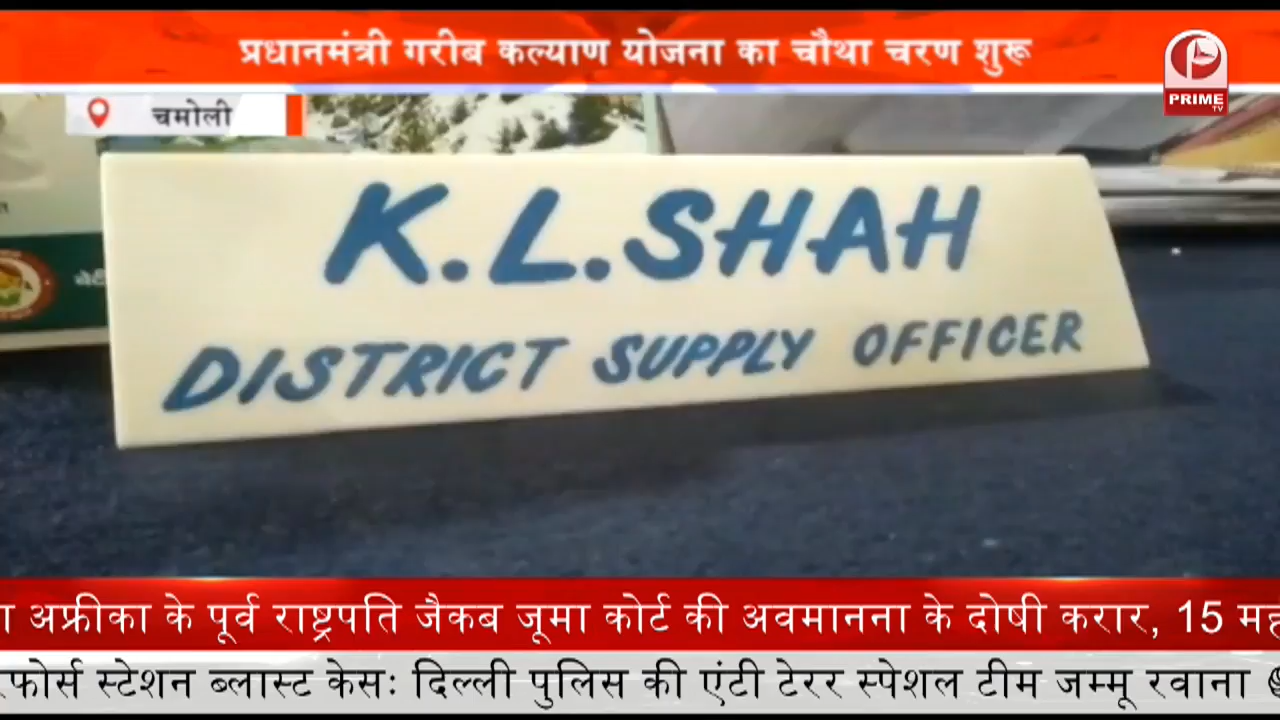 प्रधानमंत्री गरीब कल्याण योजना का चौथा चरण शुरू
PRIME
TV
चमोली
K.L.SHAH
DISTRICT SUPPLY OFFICER
अफ्रीका के पूर्व राष्ट्रपति जैकब जूमा कोर्ट की अवमानना के दोषी करार, 15
स्टेशन ब्लास्ट केसः दिल्ली पुलिस की एंटी टेरर स्पेशल टीम जम्मू रवाना